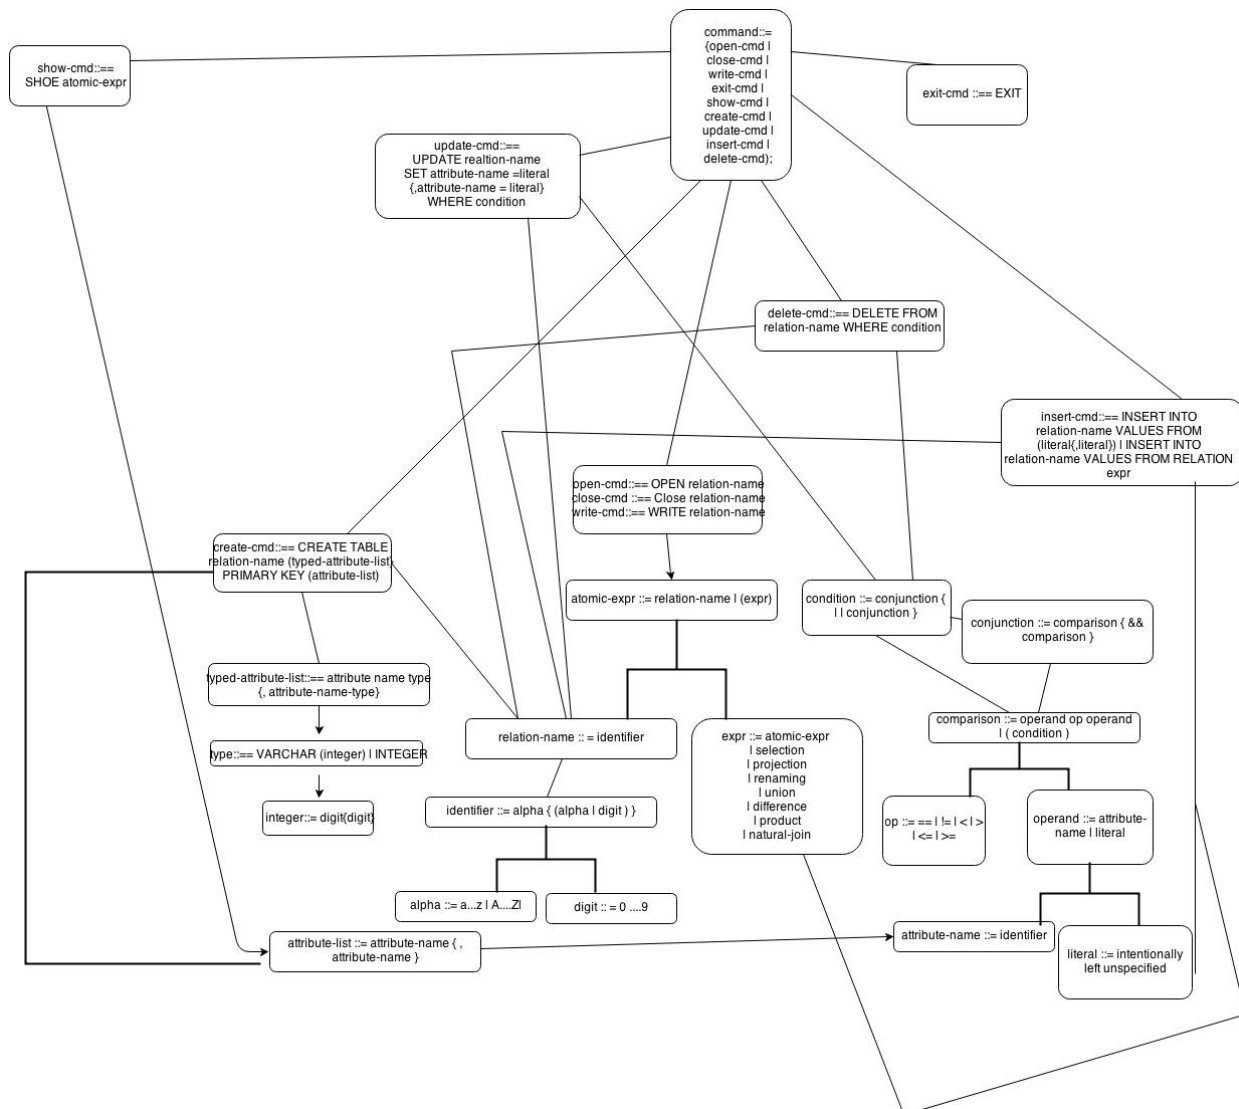 command::=
{open-cmd |
close-cmd |
write-cmd |
exit-cmd |
show-cmd |
create-cmd |
update-cmd |
insert-cmd |
delete-cmd);
show-cmd::==
SHOE atomic-expr
exit-cmd ::== EXIT
update-cmd::==
UPDATE realtion-name
SET attribute-name =literal
{,attribute-name = literal}
WHERE condition
delete-cmd::== DELETE FROM
relation-name WHERE condition
insert-cmd::== INSERT INTO
relation-name VALUES FROM
(literal{,literal}) | INSERT INTO
relation-name VALUES FROM RELATION
expr
open-cmd::== OPEN relation-name
close-cmd ::== Close relation-name
write-cmd::== WRITE relation-name
create-cmd::== CREATE TABLE
relation-name (typed-attribute-list)
PRIMARY KEY (attribute-list)
atomic-expr ::= relation-name | (expr)
condition ::= conjunction {
| | conjunction }
conjunction ::= comparison { &&
comparison }
typed-attribute-list::== attribute name type
{, attribute-name-type}
relation-name :: = identifier
expr ::= atomic-expr
| selection
| projection
| renaming
| union
| difference
| product
| natural-join
comparison ::= operand op operand
| ( condition )
type::== VARCHAR (integer) | INTEGER
integer::= digit{digit}
identifier ::= alpha { (alpha | digit ) }
op ::= == | != | < | >
| <= | >=
operand ::= attribute-
name | literal
alpha ::= a...z | A....Z|
digit :: = 0 ....9
attribute-list ::= attribute-name { ,
attribute-name }
attribute-name ::= identifier
literal ::= intentionally
left unspecified